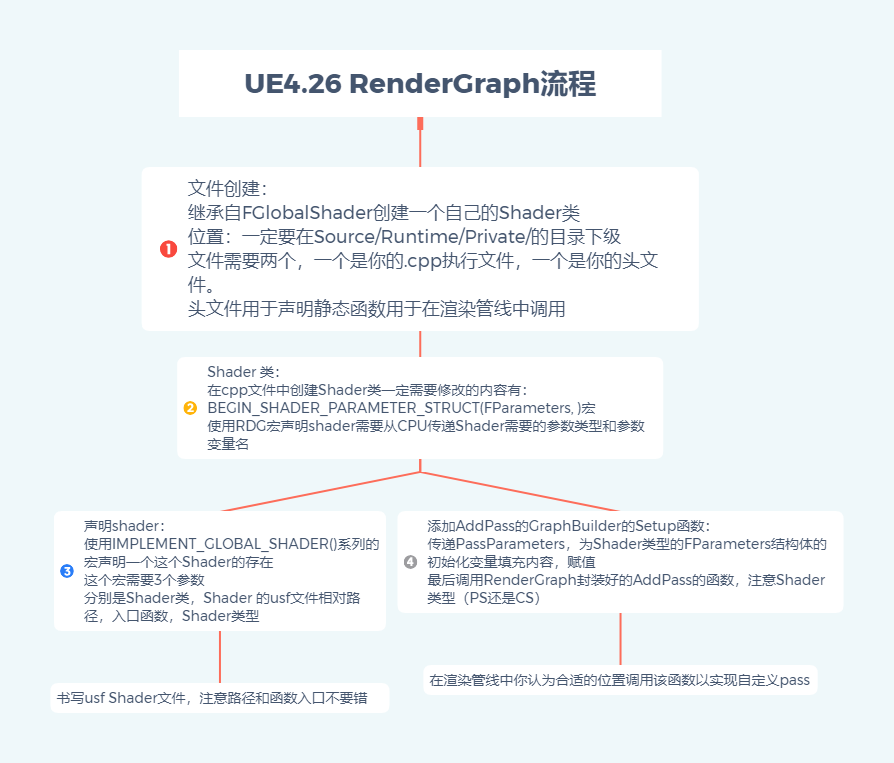 UE4.26 RenderGraph流程
文件创建：
继承自FGlobalShader创建一个自己的Shader类
位置：一定要在Source/Runtime/Private/的目录下级
文件需要两个，一个是你的.cpp执行文件，一个是你的头文
件。
头文件用于声明静态函数用于在渲染管线中调用
1
Shader 类：
在cpp文件中创建Shader类一定需要修改的内容有：
BEGIN_SHADER_PARAMETER_STRUCT(FParameters, )宏
使用RDG宏声明shader需要从CPU传递Shader需要的参数类型和参数
变量名
2
声明shader：
使用IMPLEMENT_GLOBAL_SHADER()系列的
宏声明一个这个Shader的存在
这个宏需要3个参数
分别是Shader类，Shader 的usf文件相对路
径，入口函数，Shader类型
3
书写usf Shader文件，注意路径和函数入口不要错
添加AddPass的GraphBuilder的Setup函数：
传递PassParameters，为Shader类型的FParameters结构体的
初始化变量填充内容，赋值
最后调用RenderGraph封装好的AddPass的函数，注意Shader
类型（PS还是CS）
4
在渲染管线中你认为合适的位置调用该函数以实现自定义pass